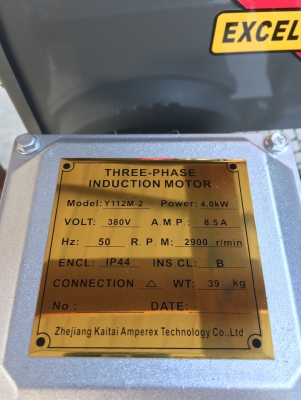 EXCEL
THREE-PHASE
INDUCTION MOTOR
Model: Y112M-2 Power: 4.0kW
VOLT: 380V A.M.P.: 8.5A
Hz: 50 R.P.M: 2900 r/min
ENCL: IP44 INS CL: B
CONNECTION △ WT: 39 kg
No.: DATE:
Zhejiang Kaitai Amperex Technology Co.,Ltd